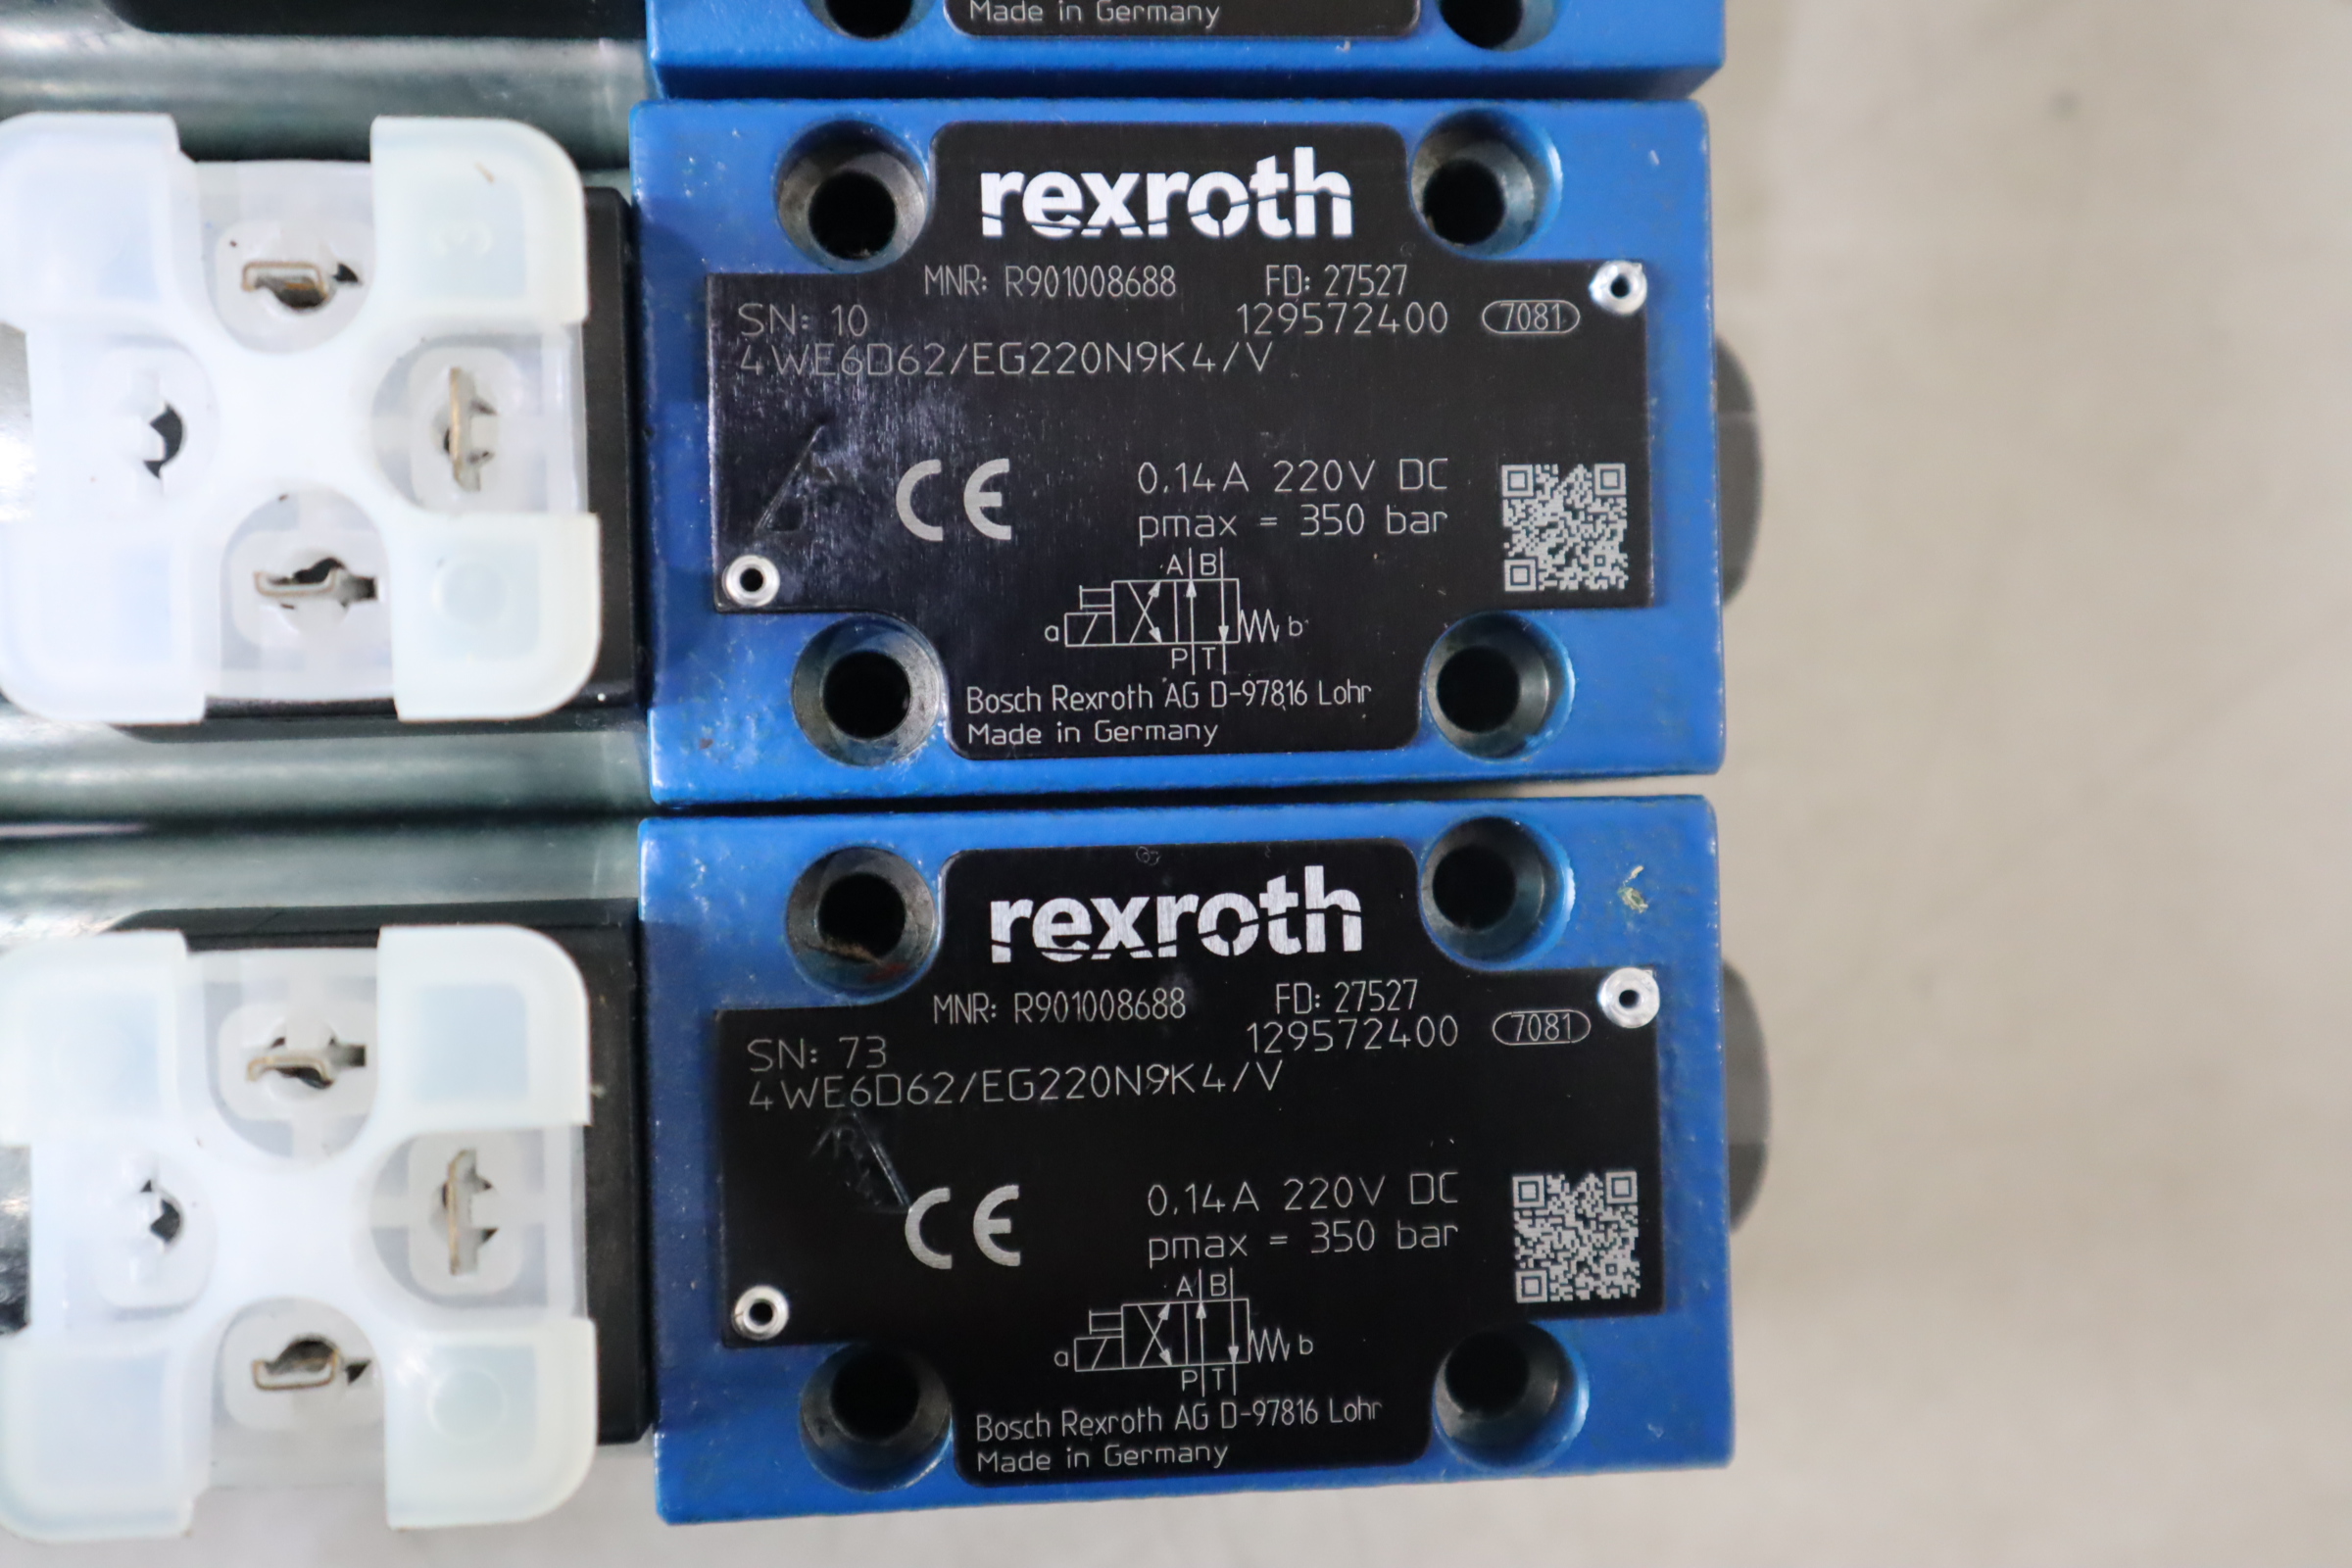 Made in Germany
rexroth
MNR: R901008688 FD: 27527
SN: 10 129572400 7081
4WE6D62/EG220N9K4/V
CE 0.14A 220V DC
pmax = 350 bar
A B
a b
P T
Bosch Rexroth AG D-97816 Lohr
Made in Germany
rexroth
MNR: R901008688 FD: 27527
SN: 73 129572400 7081
4WE6D62/EG220N9K4/V
CE 0.14A 220V DC
pmax = 350 bar
A B
a b
P T
Bosch Rexroth AG D-97816 Lohr
Made in Germany